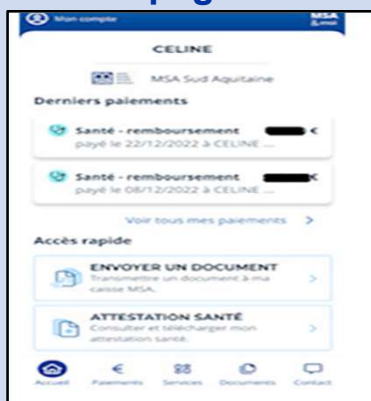 Mon compte
MSA
CELINE
MSA Sud Aquitaine
Derniers paiements
Santé - remboursement €
payé le 22/12/2022 à CELINE ...
Santé - remboursement €
payé le 08/12/2022 à CELINE ...
Voir tous mes paiements >
Accès rapide
ENVOYER UN DOCUMENT
Transmettre un document à ma
caisse MSA.
ATTESTATION SANTÉ
Consulter et télécharger mon
attestation santé.
Accueil Paiements Services Documents Contact